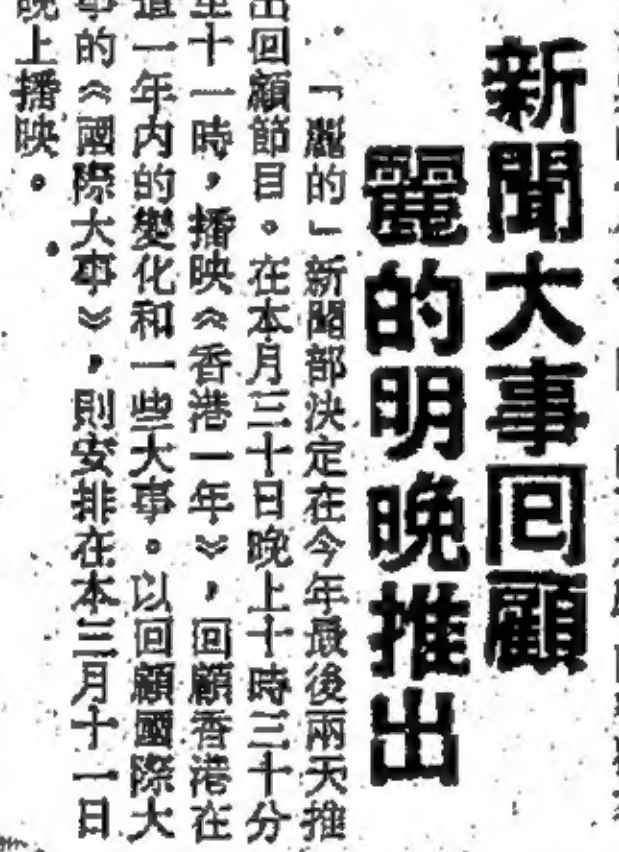 新聞大事回顧
麗的明晚推出
「麗的」新聞部決定在今年最後兩天推
出回顧節目。在本月三十日晚上十時三十分
至十一時，播映《香港一年》，回顧香港在
這一年內的變化和一些大事。以回顧國際大
事的《國際大事》，則安排在本三月十一日
晚上播映。